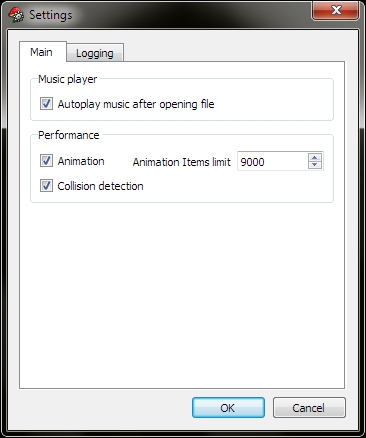 Settings
Main Logging
Music player
Autoplay music after opening file
Performance
Animation Animation Items limit 9000
Collision detection
OK Cancel